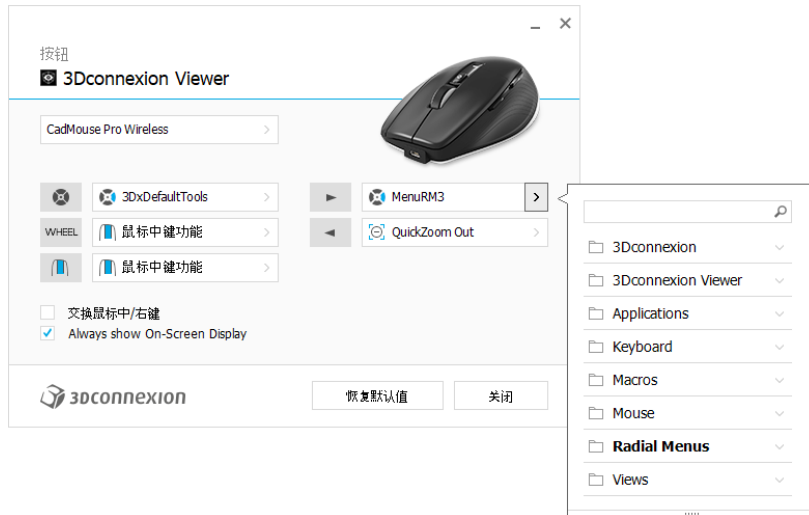 按钮
3Dconnexion Viewer
CadMouse Pro Wireless
3DxDefaultTools
MenuRM3
WHEEL
鼠标中键功能
QuickZoom Out
鼠标中键功能
交换鼠标中/右键
Always show On-Screen Display
3Dconnexion
恢复默认值
关闭
3Dconnexion
3Dconnexion Viewer
Applications
Keyboard
Macros
Mouse
Radial Menus
Views